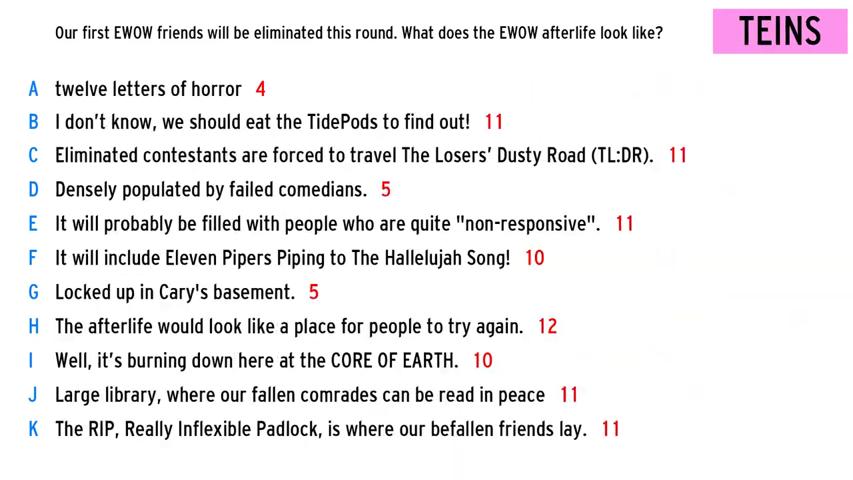 Our first EWOW friends will be eliminated this round. What does the EWOW afterlife look like?
TEINS
A twelve letters of horror 4
B I don't know, we should eat the TidePods to find out! 11
C Eliminated contestants are forced to travel The Losers' Dusty Road (TL:DR). 11
D Densely populated by failed comedians. 5
E It will probably be filled with people who are quite "non-responsive". 11
F It will include Eleven Pipers Piping to The Hallelujah Song! 10
G Locked up in Cary's basement. 5
H The afterlife would look like a place for people to try again. 12
I Well, it's burning down here at the CORE OF EARTH. 10
J Large library, where our fallen comrades can be read in peace 11
K The RIP, Really Inflexible Padlock, is where our befallen friends lay. 11